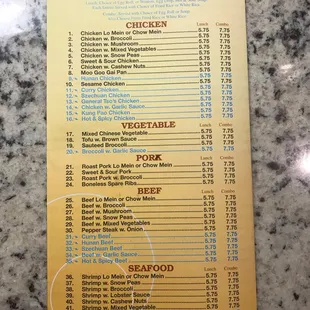 CHICKEN Lunch Combo
1. Chicken Lo Mein or Chow Mein 5.75 7.75
2. Chicken w. Broccoli 5.75 7.75
3. Chicken w. Mushroom 5.75 7.75
4. Chicken w. Mixed Vegetables 5.75 7.75
5. Chicken w. Snow Peas 5.75 7.75
6. Sweet & Sour Chicken 5.75 7.75
7. Chicken w. Cashew Nuts 5.75 7.75
8. Moo Goo Gai Pan 5.75 7.75
9. Hunan Chicken 5.75 7.75
10. Sesame Chicken 5.75 7.75
11. Curry Chicken 5.75 7.75
12. Szechuan Chicken 5.75 7.75
13. General Tso's Chicken 5.75 7.75
14. Chicken w. Garlic Sauce 5.75 7.75
15. Kung Pao Chicken 5.75 7.75
16. Hot & Spicy Chicken 5.75 7.75
VEGETABLE Lunch Combo
17. Mixed Chinese Vegetable 5.75 7.75
18. Tofu w. Brown Sauce 5.75 7.75
19. Sauteed Broccoli 5.75 7.75
20. Broccoli w. Garlic Sauce 5.75 7.75
PORK Lunch Combo
21. Roast Pork Lo Mein or Chow Mein 5.75 7.75
22. Sweet & Sour Pork 5.75 7.75
23. Roast Pork w. Broccoli 5.75 7.75
24. Boneless Spare Ribs 5.75 7.75
BEEF Lunch Combo
25. Beef Lo Mein or Chow Mein 5.75 7.75
26. Beef w. Broccoli 5.75 7.75
27. Beef w. Mushroom 5.75 7.75
28. Beef w. Snow Peas 5.75 7.75
29. Beef w. Mixed Vegetables 5.75 7.75
30. Pepper Steak w. Onion 5.75 7.75
31. Curry Beef 5.75 7.75
32. Hunan Beef 5.75 7.75
33. Szechuan Beef 5.75 7.75
34. Beef w. Garlic Sauce 5.75 7.75
35. Hot & Spicy Beef 5.75 7.75
SEAFOOD Lunch Combo
36. Shrimp Lo Mein or Chow Mein 5.75 7.75
37. Shrimp w. Snow Peas 5.75 7.75
38. Shrimp w. Broccoli 5.75 7.75
39. Shrimp w. Lobster Sauce 5.75 7.75
40. Shrimp w. Cashew Nuts 5.75 7.75
41. Shrimp w. Mixed Vegetable 5.75 7.75